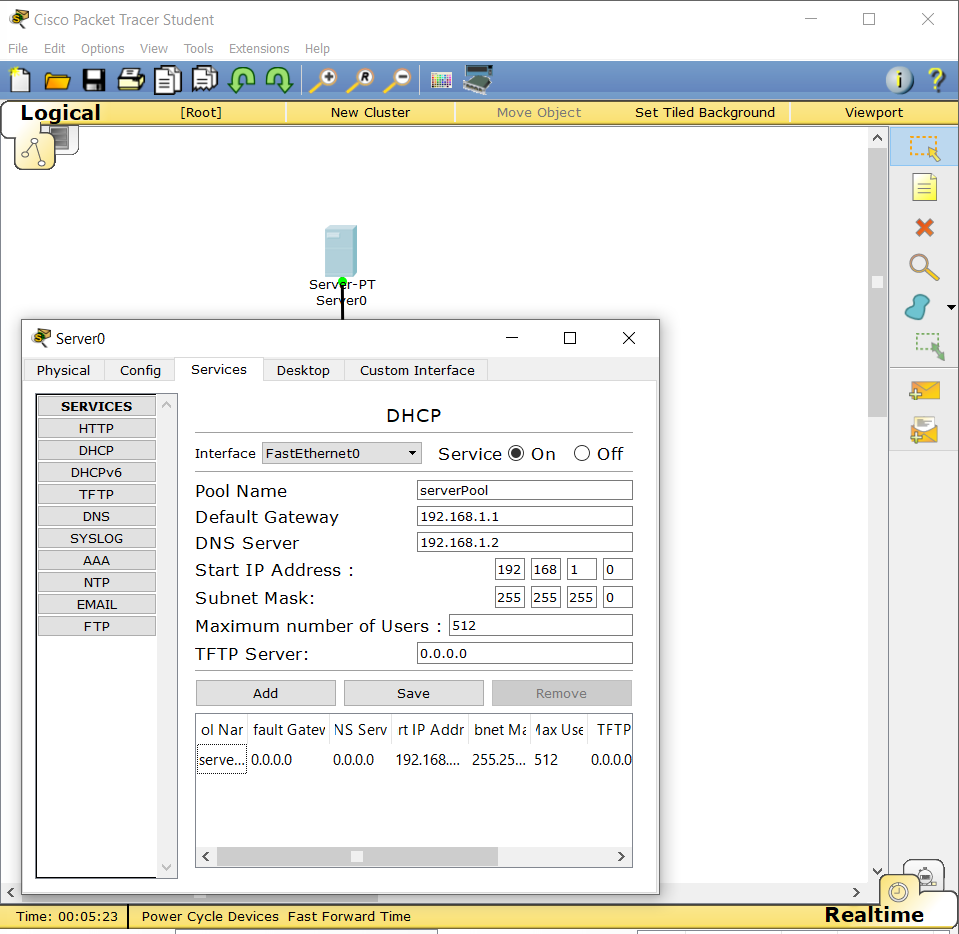 Cisco Packet Tracer Student
File Edit Options View Tools Extensions Help
Logical [Root] New Cluster Move Object Set Tiled Background Viewport
Server-PT
Server0
Server0
Physical Config Services Desktop Custom Interface
SERVICES
HTTP
DHCP
DHCPv6
TFTP
DNS
SYSLOG
AAA
NTP
EMAIL
FTP
DHCP
Interface FastEthernet0 Service On Off
Pool Name serverPool
Default Gateway 192.168.1.1
DNS Server 192.168.1.2
Start IP Address : 192 168 1 0
Subnet Mask: 255 255 255 0
Maximum number of Users : 512
TFTP Server: 0.0.0.0
Add Save Remove
ol Nar fault Gatew NS Serv rt IP Addr bnet Ma Max Use TFTP
serve... 0.0.0.0 0.0.0.0 192.168.... 255.25... 512 0.0.0.0
Time: 00:05:23 Power Cycle Devices Fast Forward Time
Realtime